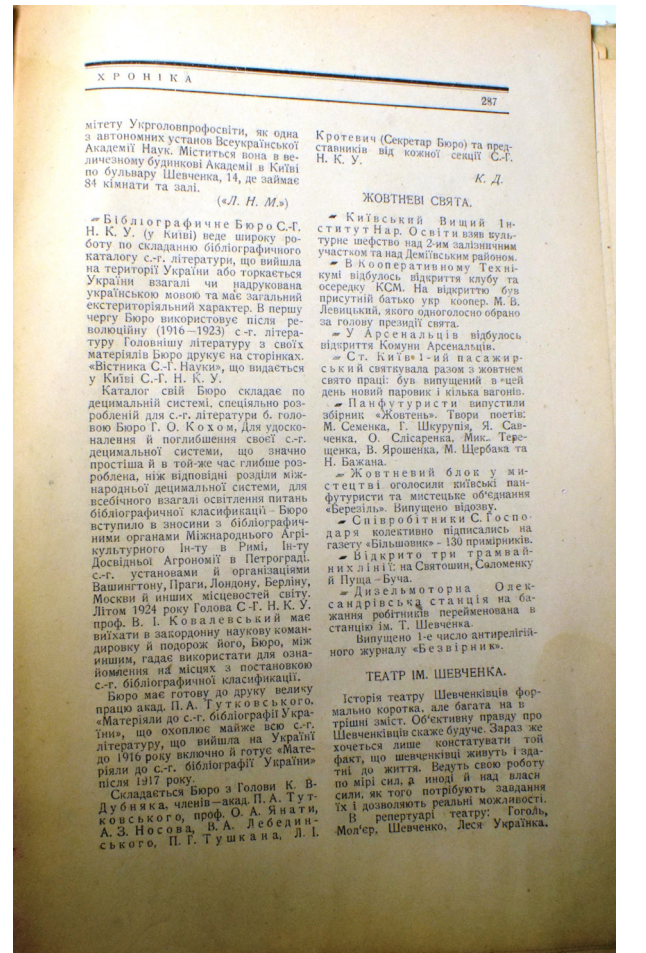 ХРОНІКА
287
мітету Укрголовпрофосвіти, як одна
з автономних установ Всеукраїнської
Академії Наук. Міститься вона в ве-
личезному будинкові Академії в Київі
по бульвару Шевченка, 14, де займає
84 кімнати та залі.
(«Л. Н. М.»)
Бібліографичне Бюро С.-Г.
Н. К. У. (у Київі) веде широку ро-
боту по складанню бібліографичного
каталогу с.-г. літератури, що вийшла
на території України або торкається
України взагалі чи надрукована
українською мовою та має загальний
екстериторіяльний характер. В першу
чергу Бюро використовує після ре-
волюційну (1916—1923) с-г. літера-
туру Головнішу літературу з своїх
матеріялів Бюро друкує на сторінках.
«Вістника С.-Г. Науки», що видається
у Київі С.-Г. Н. К. У.
Каталог свій Бюро складає по
децимальній системі, спеціяльно роз-
робленій для с.-г. літератури б. голо-
вою Бюро Г. О. Кохом, Для удоско-
налення й поглибшення своєї с.-г.
децимальної системи, що значно
простіша й в той-же час глибше роз-
роблена, ніж відповідні розділи між-
народньої децимальної системи, для
всебічного взагалі освітлення питань
бібліографичної класификації - Бюро
вступило в зносини з бібліографич-
ними органами Міжнароднього Агрі-
культурного Ін-ту в Римі, Ін-ту
Досвідньої Агрономії в Петрограді.
с.-г. установами й організаціями
Вашингтону, Праги, Лондону, Берліну,
Москви й инших місцевостей світу.
Літом 1924 року Голова С-Г. Н. К. У.
проф. В. І. Ковалевський має
виїхати в закордонну наукову коман-
дировку й подорож його, Бюро, між
иншим, гадає використати для озна-
йомлення на місцях з постановкою
с.-г. бібліографичної класификації.
Бюро має готову до друку велику
працю акад. П. А. Тутковського.
«Матеріяли до с.-г. бібліографії Укра-
їни», що охоплює майже всю с.-г.
літературу, що вийшла на Україні
до 1916 року включно й готує «Мате-
ріяли до с.-г. бібліографії України»
після 1917 року.
Складається Бюро з Голови К. В-
Дубняка, членів—акад. П. А. Тут-
ковського, проф. О. А. Янати,
А. З. Носова, В. А. Лебедин-
ського, П. Г. Тушкана, Л. І.
Кротевич (Секретар Бюро) та пред-
ставників від кожної секції С.-Г.
Н. К. У.
К. Д.
ЖОВТНЕВІ СВЯТА.
Київський Вищий Ін-
ститут Нар. Освіти взяв куль-
турне шефство над 2-им залізничним
участком та над Деміївським районом.
В Кооперативному Техні-
кумі відбулось відкриття клубу та
осередку КСМ. На відкриттю був
присутній батько укр коопер. М. В.
Левицький, якого одноголосно обрано
за голову президії свята.
У Арсенальців відбулось
відкриття Комуни Арсенальців.
Ст. Київ 1-ий пасажир-
ський святкувала разом з жовтнем
свято праці: був випущений в цей
день новий паровик і кілька вагонів.
Панфутуристи випустили
збірник «Жовтень». Твори поетів:
М. Семенка, Г. Шкурупія, Я. Сав-
ченка, О. Слісаренка, Мик. Тере-
щенка, В. Ярошенка, М. Щербака та
Н. Бажана.
Жовтневий блок у ми-
стецтві оголосили київські пан-
футуристи та мистецьке об'єднання
«Березіль». Випущено відозву.
Співробітники С. Госпо-
даря колективно підписались на
газету «Більшовик» - 130 примірників.
Відкрито три трамвай-
них лінії: на Святошин, Соломенку
й Пуща - Буча.
Дизельмоторна Олек-
сандрівська станція на ба-
жання робітників перейменована в
станцію ім. Т. Шевченка.
Випущено 1-е число антирелігій-
ного журналу «Безвірник».
ТЕАТР ІМ. ШЕВЧЕНКА.
Історія театру Шевченківців фор-
мально коротка, але багата на в
трішні зміст. Об'єктивну правду про
Шевченківців скаже будуче. Зараз же
хочеться лише констатувати той
факт, що шевченківці живуть і зда-
тні до життя. Ведуть свою роботу
по мірі сил, а иноді й над власн
сили, як того потрібують завдання
їх і дозволяють реальні можливості.
В репертуарі театру: Гоголь,
Мол'єр, Шевченко, Леся Українка,